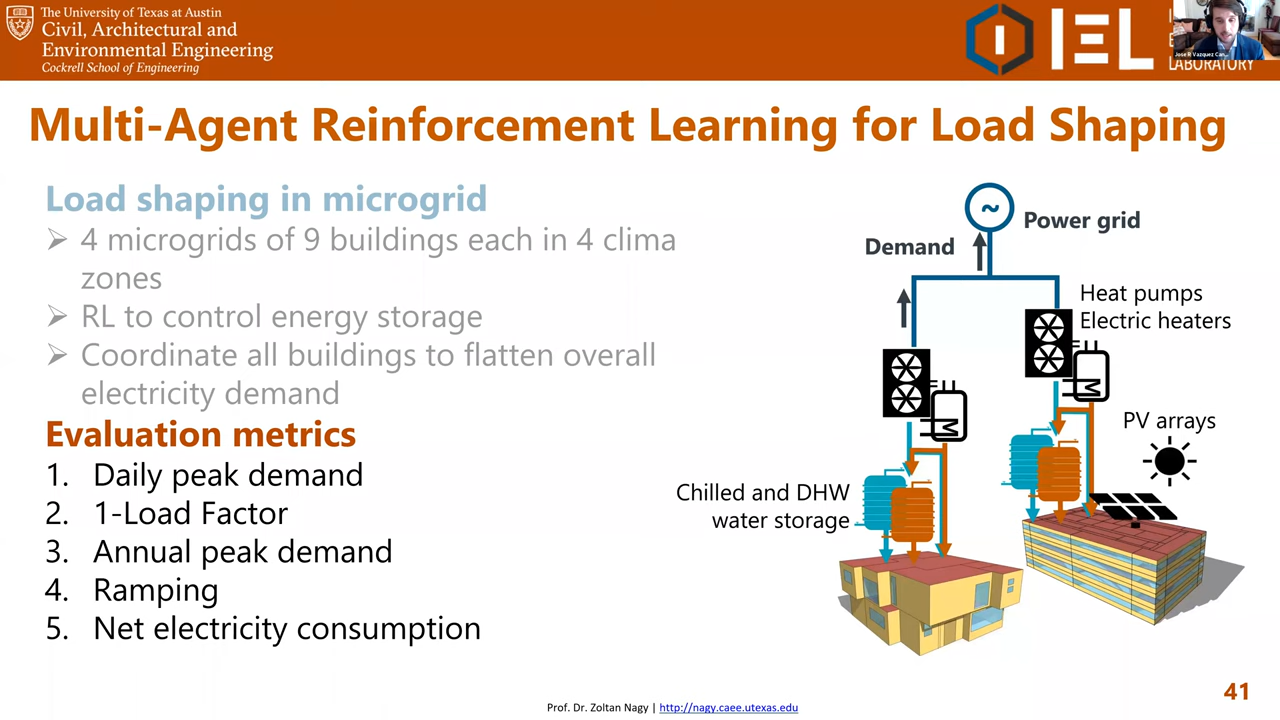 The University of Texas at Austin
Civil, Architectural and
Environmental Engineering
Cockrell School of Engineering
IEL
LABORATORY
Multi-Agent Reinforcement Learning for Load Shaping
Load shaping in microgrid
➢ 4 microgrids of 9 buildings each in 4 clima
zones
➢ RL to control energy storage
➢ Coordinate all buildings to flatten overall
electricity demand
Evaluation metrics
1. Daily peak demand
2. 1-Load Factor
3. Annual peak demand
4. Ramping
5. Net electricity consumption
~
Power grid
Demand
Heat pumps
Electric heaters
PV arrays
Chilled and DHW
water storage
41
Prof. Dr. Zoltan Nagy | http://nagy.caee.utexas.edu